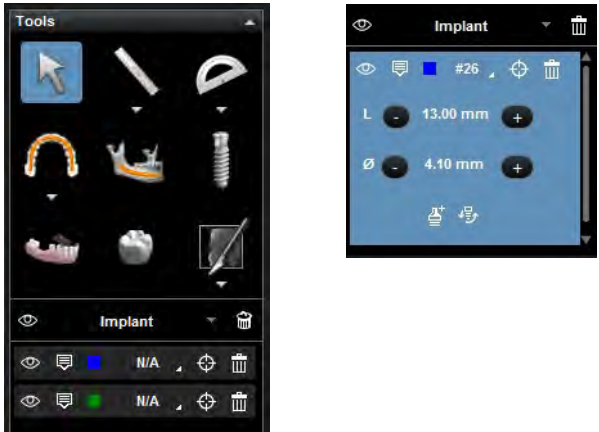 Tools
Implant
N/A
N/A
Implant
#26
L - 13.00 mm +
Ø - 4.10 mm +